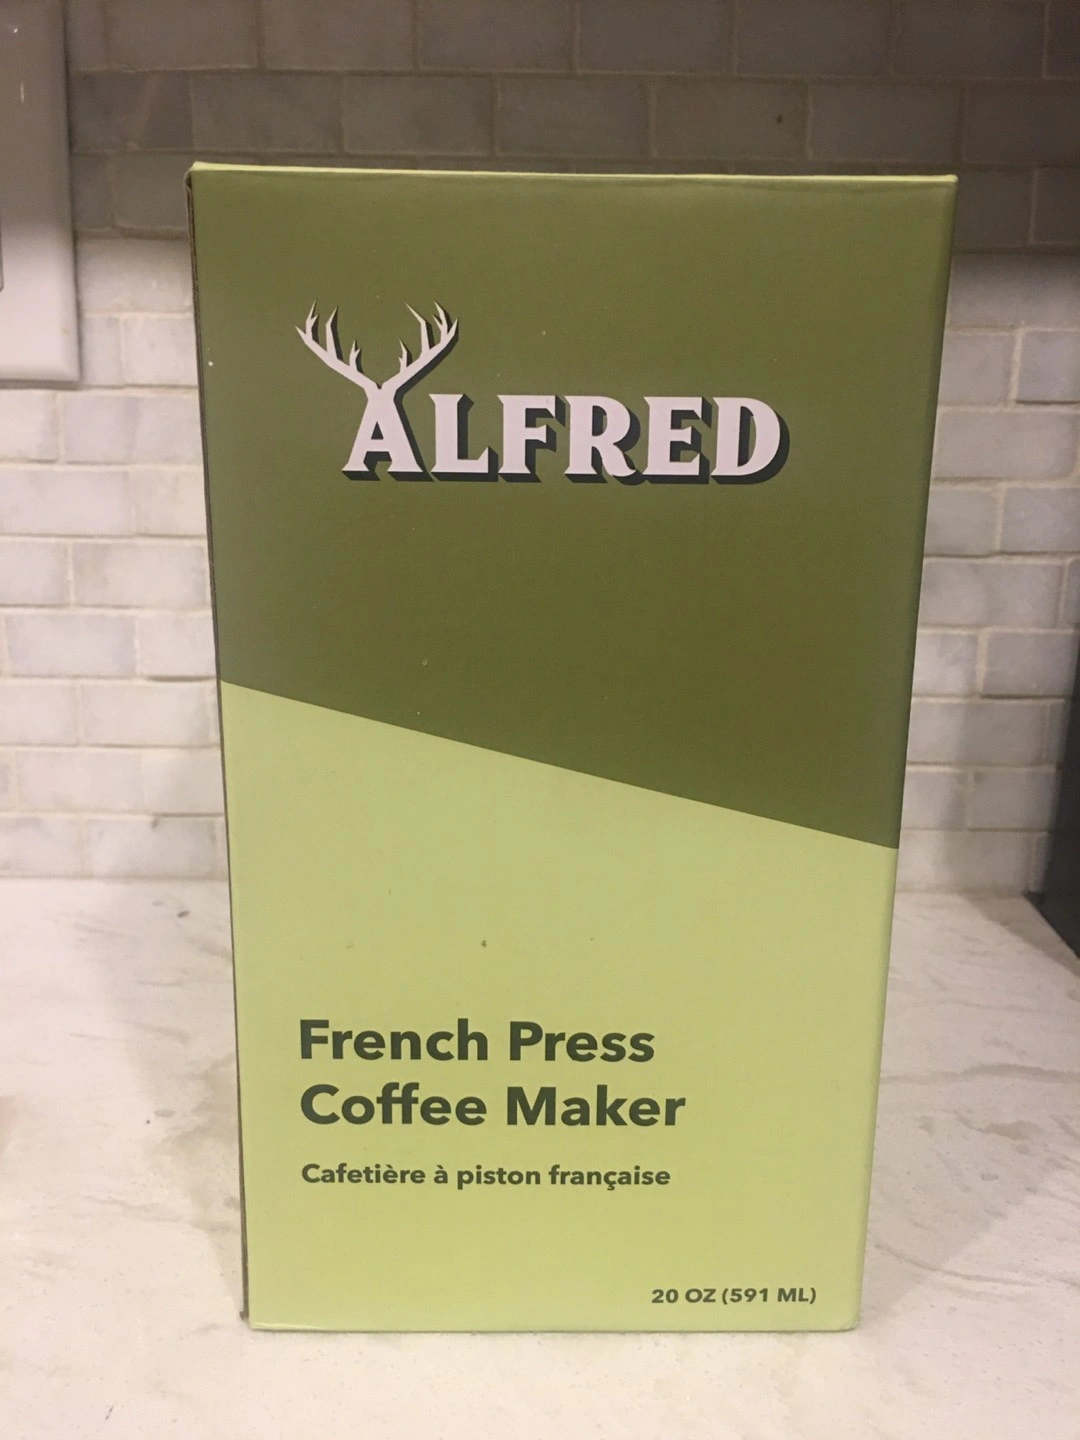 ALFRED
French Press
Coffee Maker
Cafetière à piston française
20 OZ (591 ML)